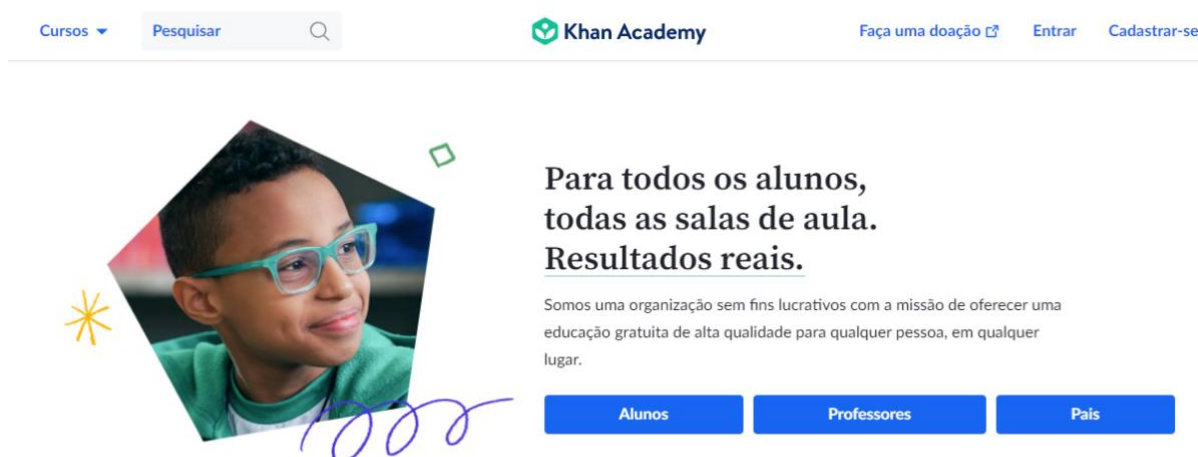 Cursos
Pesquisar
Khan Academy
Faça uma doação
Entrar
Cadastrar-se
Para todos os alunos,
todas as salas de aula.
Resultados reais.
Somos uma organização sem fins lucrativos com a missão de oferecer uma
educação gratuita de alta qualidade para qualquer pessoa, em qualquer
lugar.
Alunos
Professores
Pais